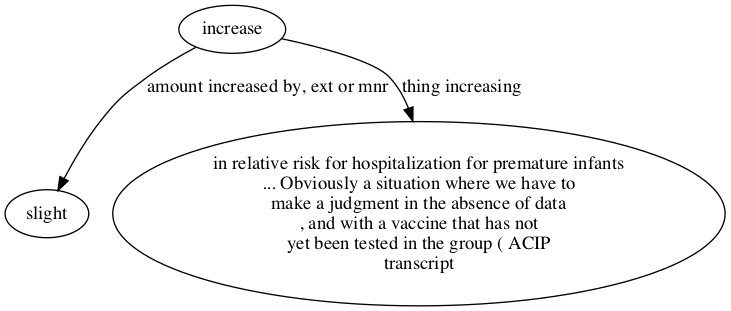 increase
amount increased by, ext or mnr
thing increasing
slight
in relative risk for hospitalization for premature infants
... Obviously a situation where we have to
make a judgment in the absence of data
, and with a vaccine that has not
yet been tested in the group ( ACIP
transcript